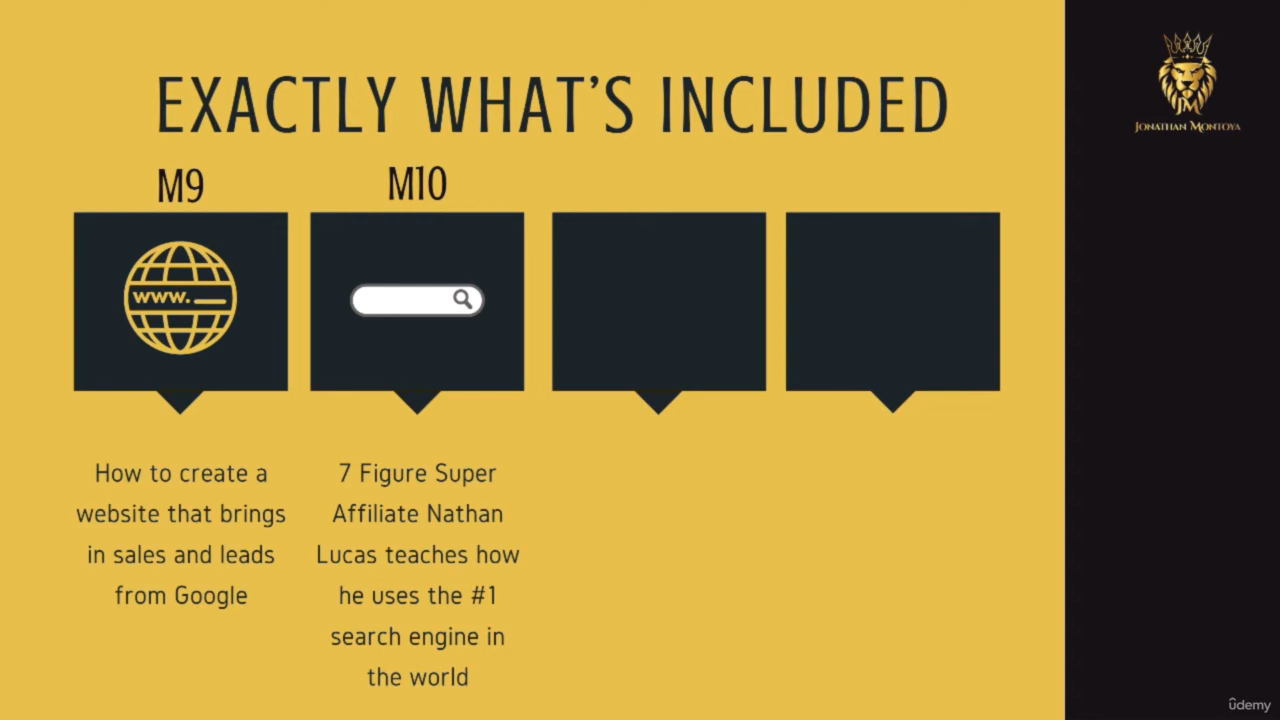 EXACTLY WHAT'S INCLUDED
JM
JONATHAN MONTOYA
M9
M10
www.
How to create a
website that brings
in sales and leads
from Google
7 Figure Super
Affiliate Nathan
Lucas teaches how
he uses the #1
search engine in
the world
ûdemy